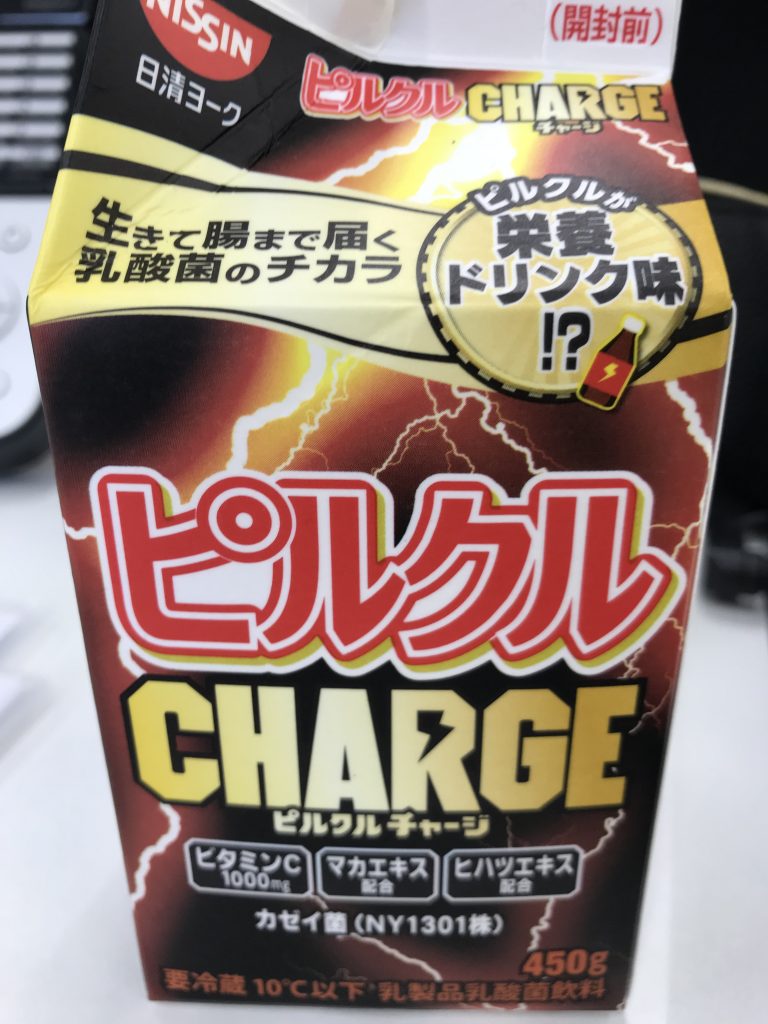 (開封前)
NISSIN
日清ヨーク
ピルクル CHARGE
チャージ
生きて腸まで届く
乳酸菌のチカラ
ピルクルが
栄養
ドリンク味
!?
ピルクル
CHARGE
ピルクル チャージ
ビタミンC
1000mg
マカエキス
配合
ヒハツエキス
配合
カゼイ菌(NY1301株)
450g
要冷蔵 10℃以下 乳製品乳酸菌飲料